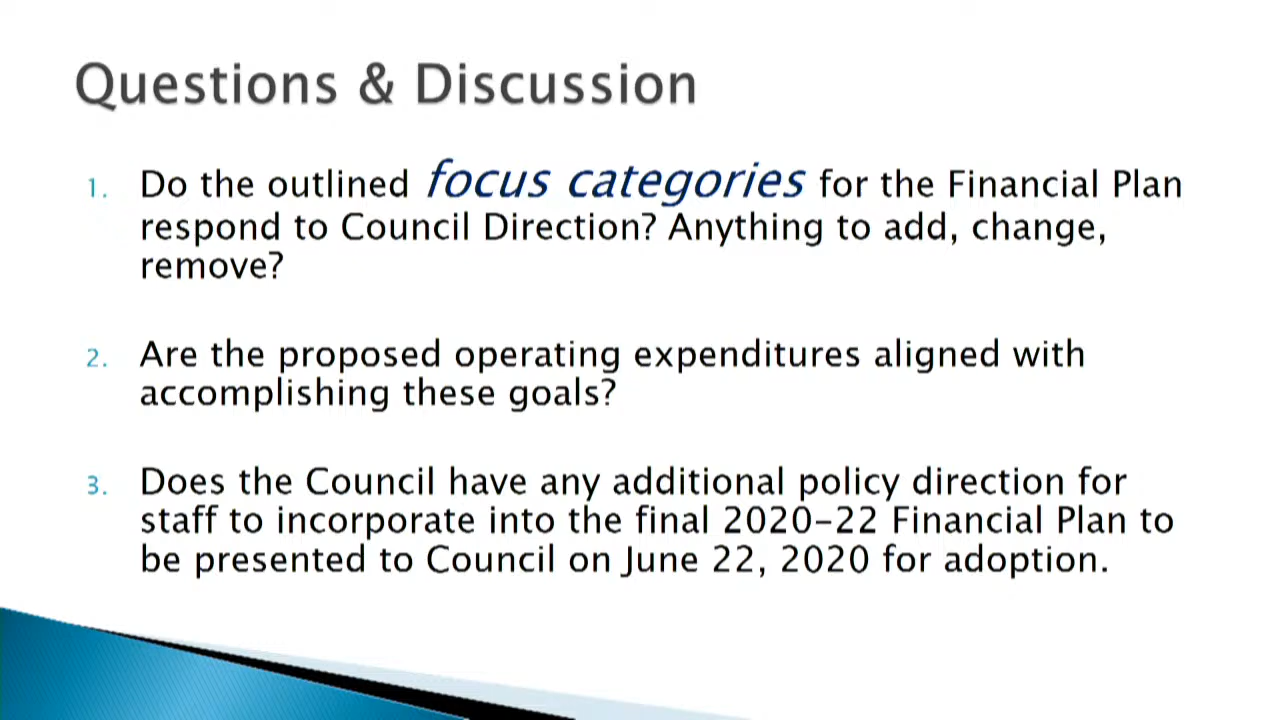 Questions & Discussion
1. Do the outlined focus categories for the Financial Plan
respond to Council Direction? Anything to add, change,
remove?
2. Are the proposed operating expenditures aligned with
accomplishing these goals?
3. Does the Council have any additional policy direction for
staff to incorporate into the final 2020-22 Financial Plan to
be presented to Council on June 22, 2020 for adoption.